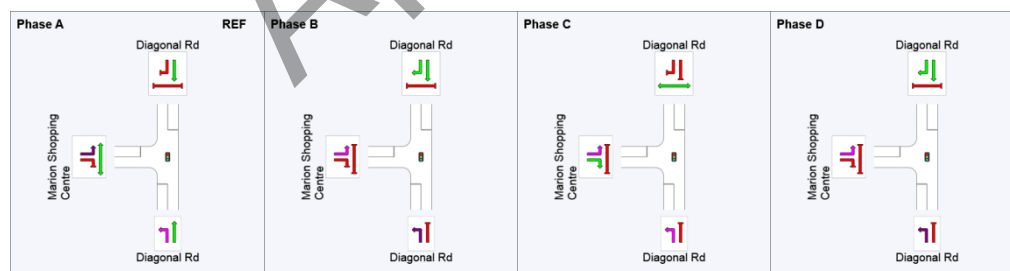 Phase A
REF
Diagonal Rd
Marion Shopping
Centre
Diagonal Rd
Phase B
Diagonal Rd
Marion Shopping
Centre
Diagonal Rd
Phase C
Diagonal Rd
Marion Shopping
Centre
Diagonal Rd
Phase D
Diagonal Rd
Marion Shopping
Centre
Diagonal Rd